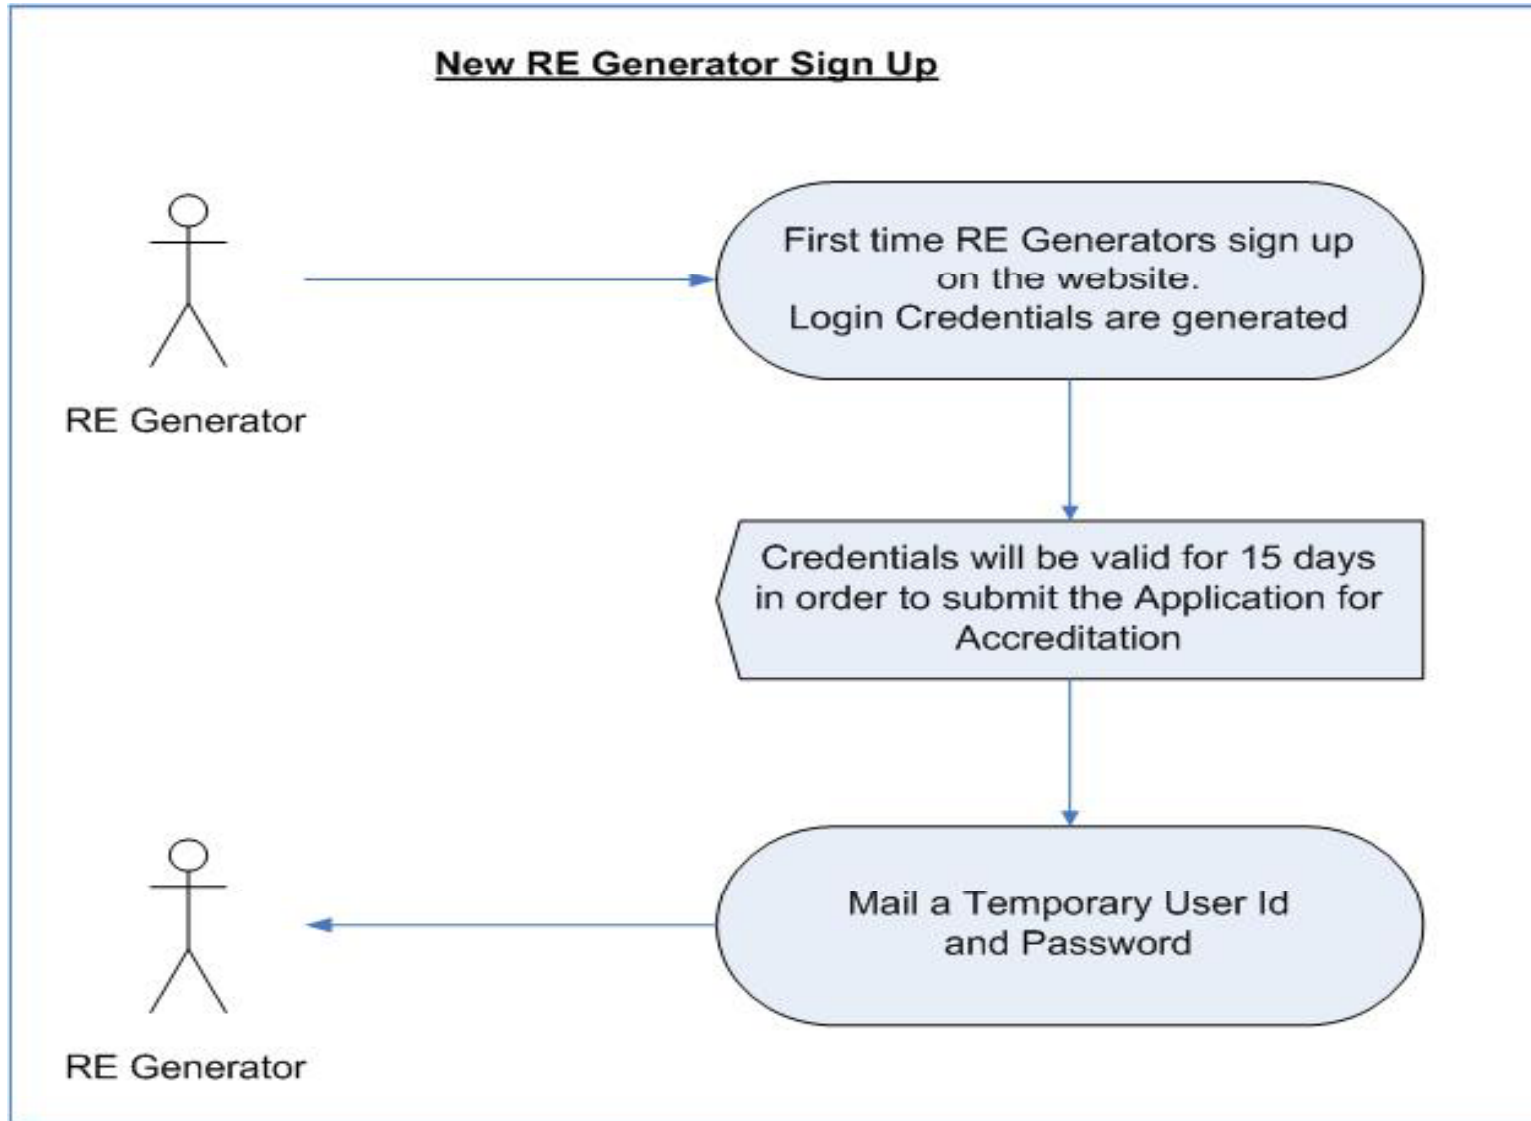 New RE Generator Sign Up
First time RE Generators sign up
on the website.
Login Credentials are generated
RE Generator
Credentials will be valid for 15 days
in order to submit the Application for
Accreditation
Mail a Temporary User Id
and Password
RE Generator